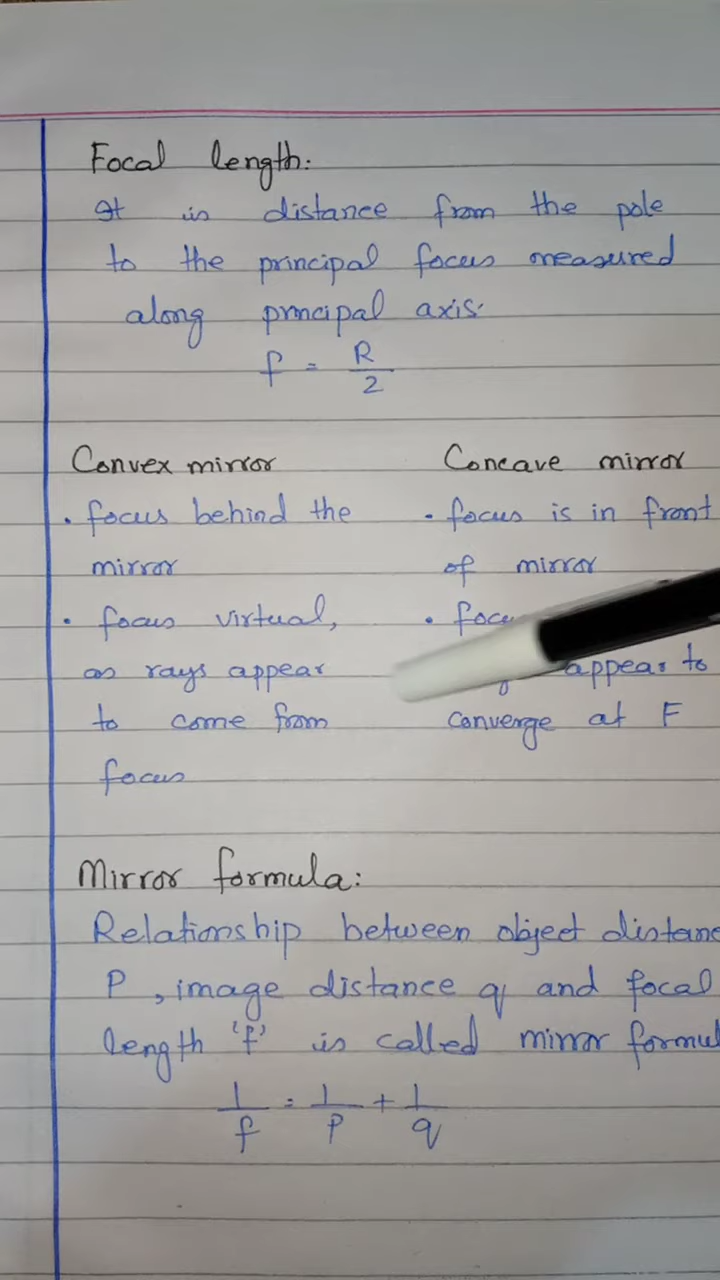 Focal length:
It is distance from the pole
to the principal focus measured
along principal axis.
f = R/2
Convex mirror
• focus behind the
mirror
• focus virtual,
as rays appear
to come from
focus
Concave mirror
• focus is in front
of mirror
•
appear to
converge at F
Mirror formula:
Relationship between object distanc
P, image distance q and focal
length 'f' is called mirror formul
1/f = 1/P + 1/q